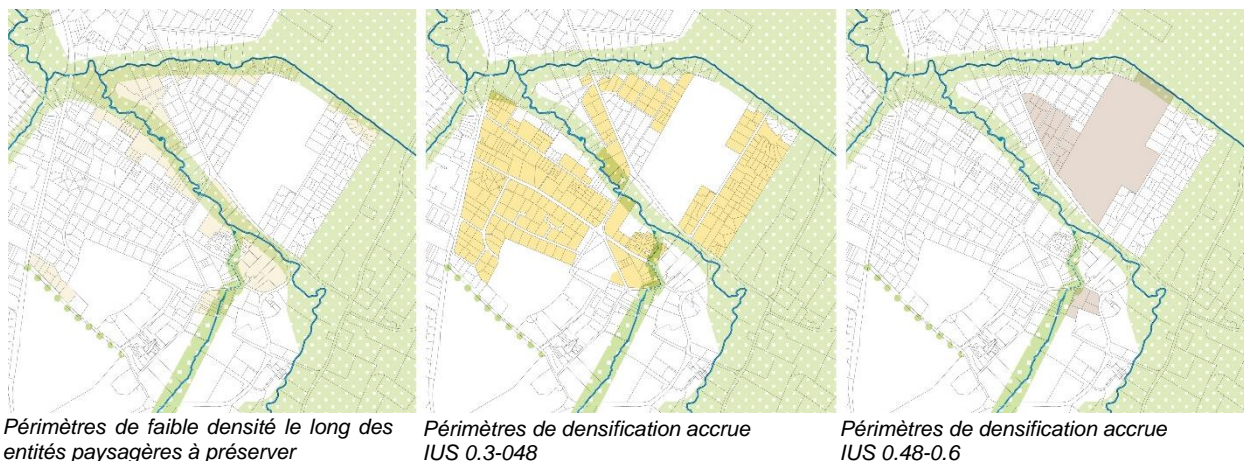 Périmètres de faible densité le long des
entités paysagères à préserver
Périmètres de densification accrue
IUS 0.3-048
Périmètres de densification accrue
IUS 0.48-0.6